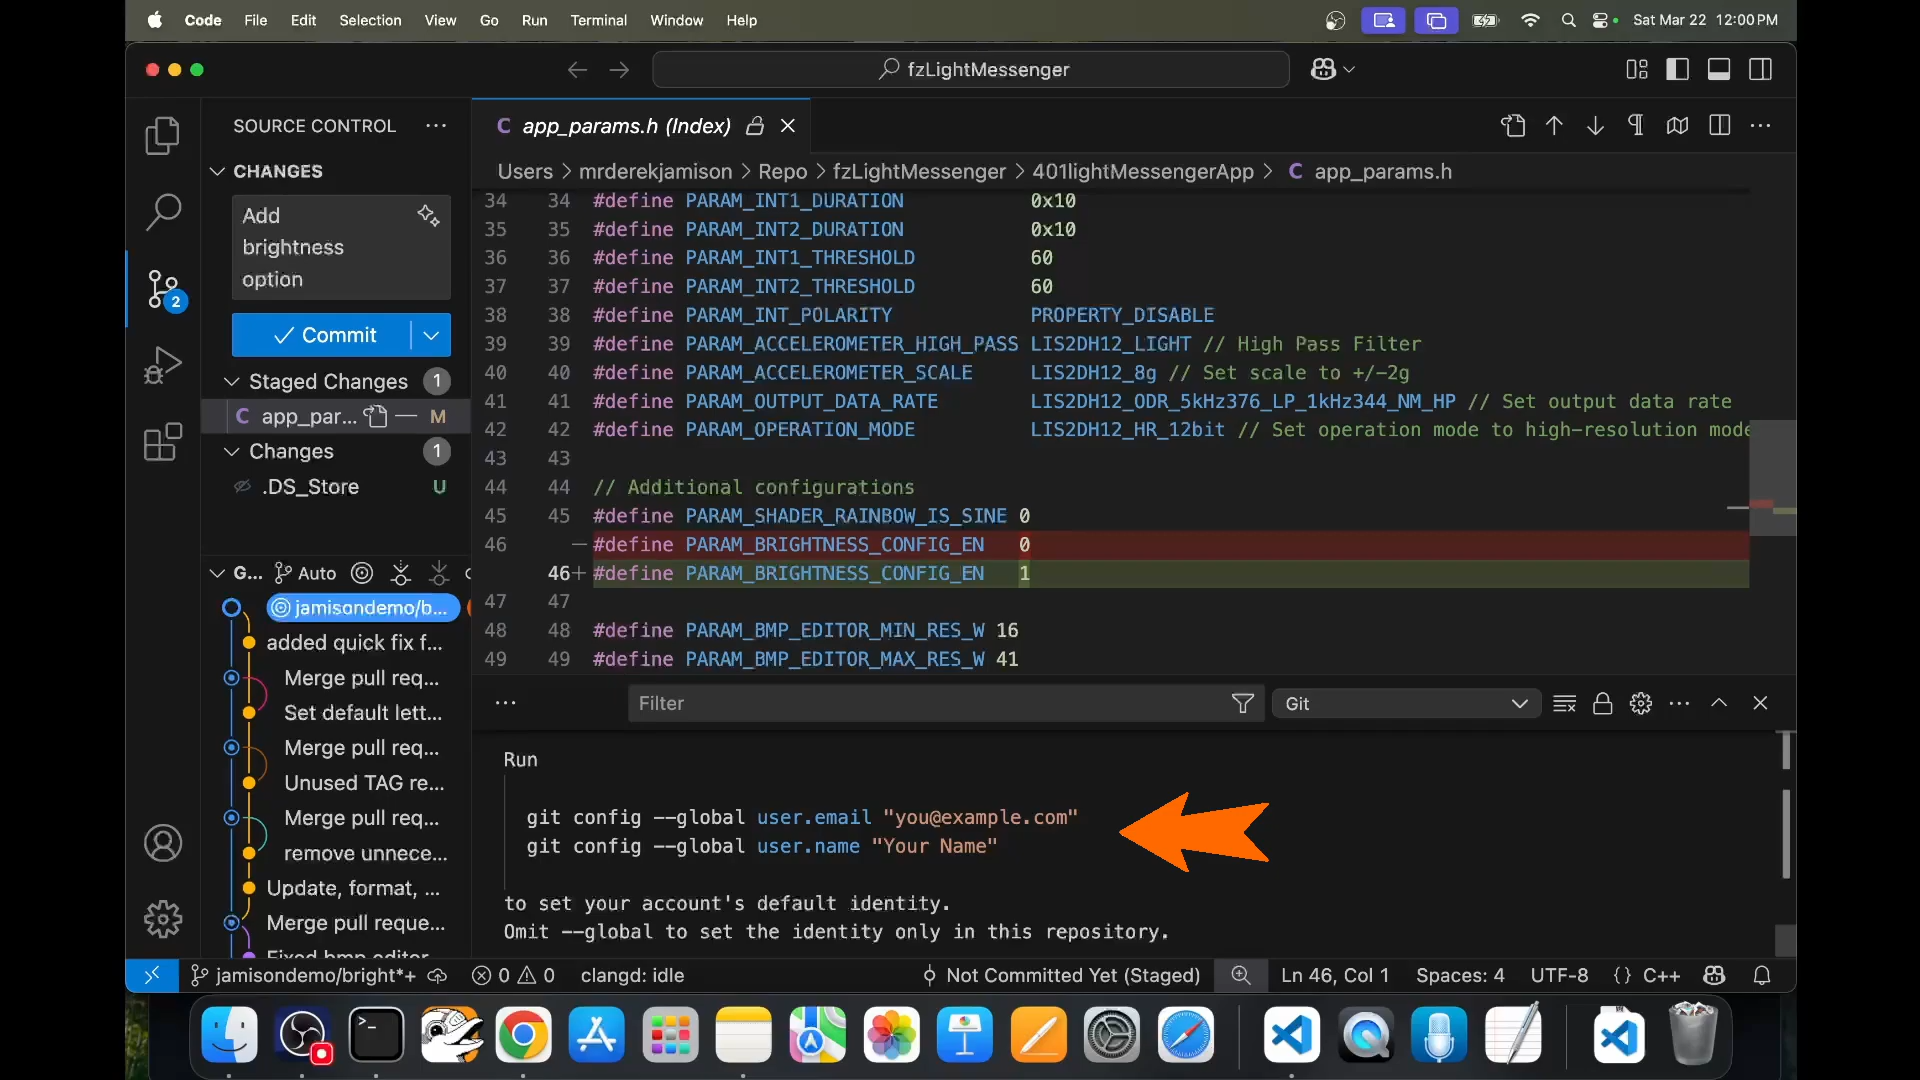 Code File Edit Selection View Go Run Terminal Window Help
Sat Mar 22 12:00 PM
fzLightMessenger
SOURCE CONTROL
CHANGES
Add
brightness
option
Commit
Staged Changes 1
C app_par... M
Changes 1
.DS_Store U
2
G... Auto
jamisondemo/b...
added quick fix f...
Merge pull req...
Set default lett...
Merge pull req...
Unused TAG re...
Merge pull req...
remove unnece...
Update, format, ...
Merge pull reque...
Fixed bmp editor
C app_params.h (Index)
Users > mrderekjamison > Repo > fzLightMessenger > 401lightMessengerApp > C app_params.h
34 34 #define PARAM_INT1_DURATION 0x10
35 35 #define PARAM_INT2_DURATION 0x10
36 36 #define PARAM_INT1_THRESHOLD 60
37 37 #define PARAM_INT2_THRESHOLD 60
38 38 #define PARAM_INT_POLARITY PROPERTY_DISABLE
39 39 #define PARAM_ACCELEROMETER_HIGH_PASS LIS2DH12_LIGHT // High Pass Filter
40 40 #define PARAM_ACCELEROMETER_SCALE LIS2DH12_8g // Set scale to +/-2g
41 41 #define PARAM_OUTPUT_DATA_RATE LIS2DH12_ODR_5kHz376_LP_1kHz344_NM_HP // Set output data rate
42 42 #define PARAM_OPERATION_MODE LIS2DH12_HR_12bit // Set operation mode to high-resolution mode
43 43
44 44 // Additional configurations
45 45 #define PARAM_SHADER_RAINBOW_IS_SINE 0
46 — #define PARAM_BRIGHTNESS_CONFIG_EN 0
46+ #define PARAM_BRIGHTNESS_CONFIG_EN 1
47 47
48 48 #define PARAM_BMP_EDITOR_MIN_RES_W 16
49 49 #define PARAM_BMP_EDITOR_MAX_RES_W 41
Filter
Git
Run
git config --global user.email "you@example.com"
git config --global user.name "Your Name"
to set your account's default identity.
Omit --global to set the identity only in this repository.
jamisondemo/bright*+ 0 0 clangd: idle Not Committed Yet (Staged) Ln 46, Col 1 Spaces: 4 UTF-8 {} C++